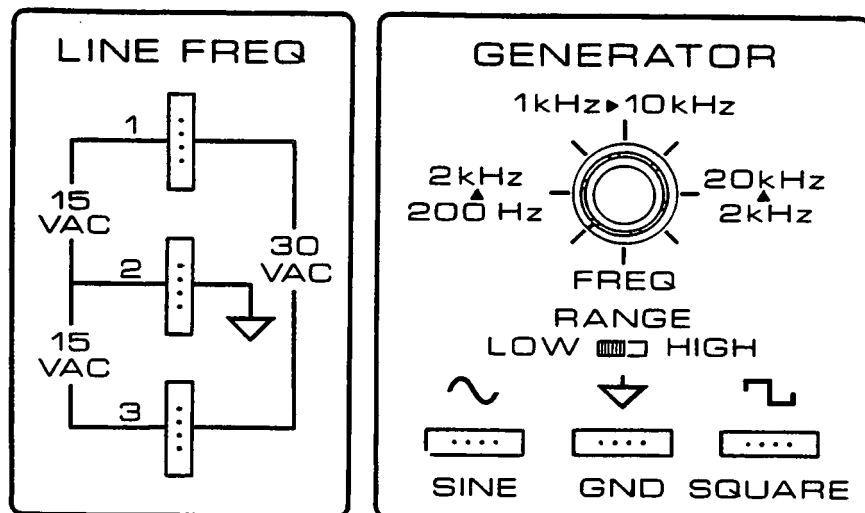 LINE FREQ
1
15
VAC
2
30
VAC
15
VAC
3
GENERATOR
1kHz▸10kHz
2kHz
▲
200 Hz
20kHz
▲
2kHz
FREQ
RANGE
LOW HIGH
SINE GND SQUARE